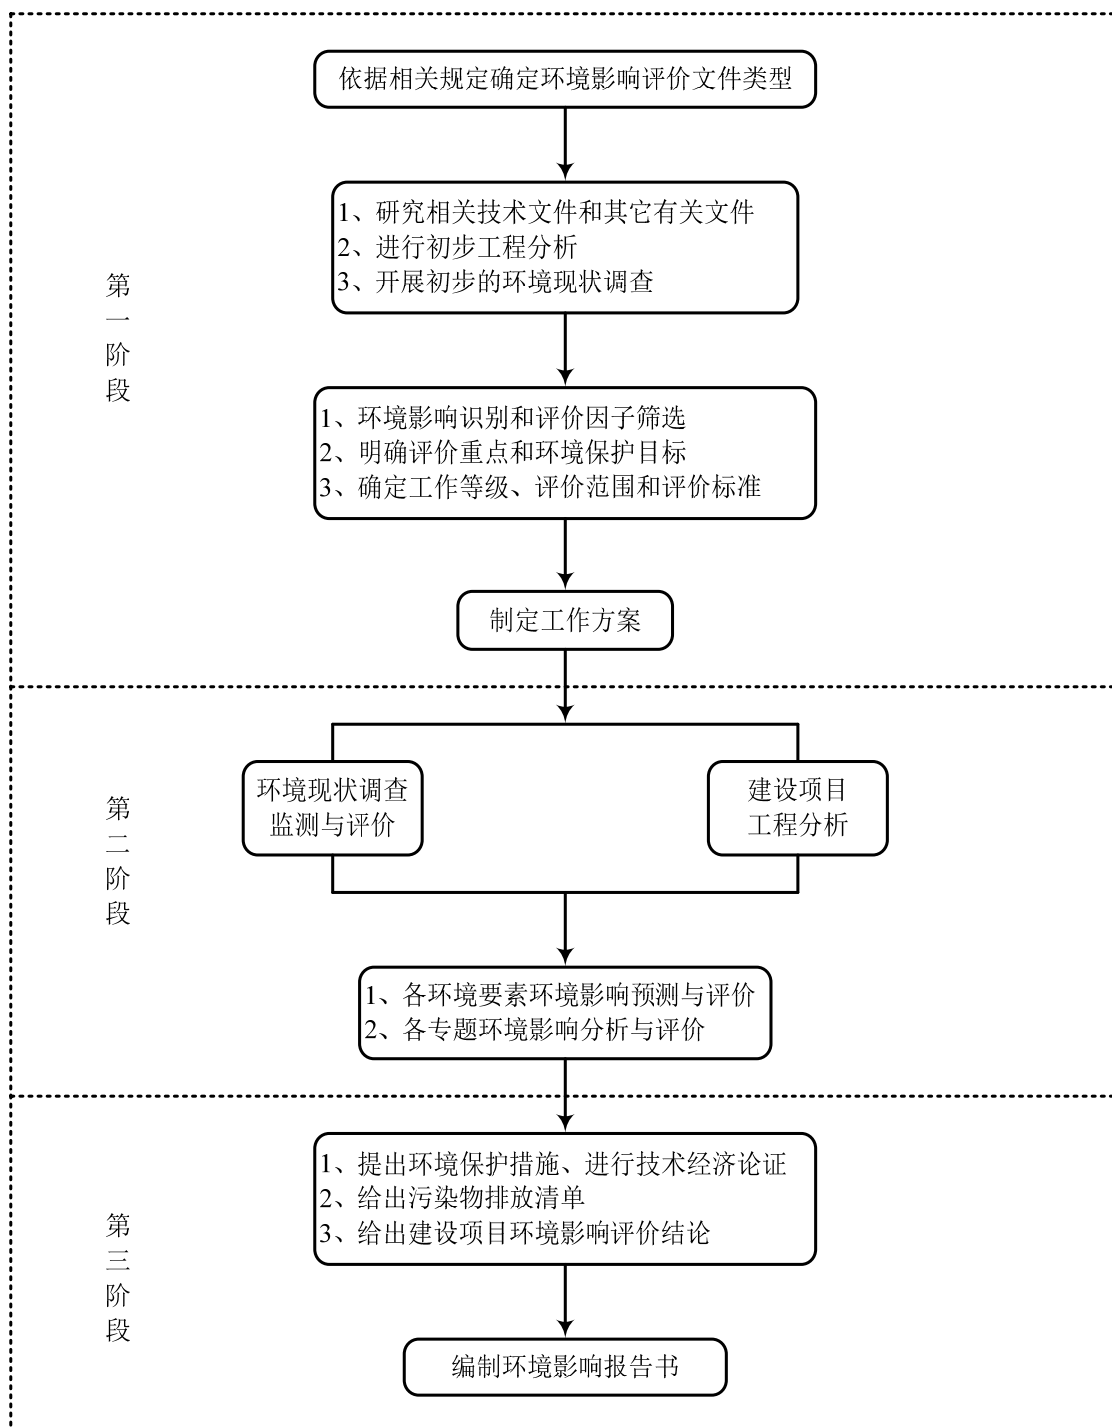 依据相关规定确定环境影响评价文件类型
1、研究相关技术文件和其它有关文件
2、进行初步工程分析
3、开展初步的环境现状调查
第一阶段
1、环境影响识别和评价因子筛选
2、明确评价重点和环境保护目标
3、确定工作等级、评价范围和评价标准
制定工作方案
第二阶段
环境现状调查
监测与评价
建设项目
工程分析
1、各环境要素环境影响预测与评价
2、各专题环境影响分析与评价
第三阶段
1、提出环境保护措施、进行技术经济论证
2、给出污染物排放清单
3、给出建设项目环境影响评价结论
编制环境影响报告书